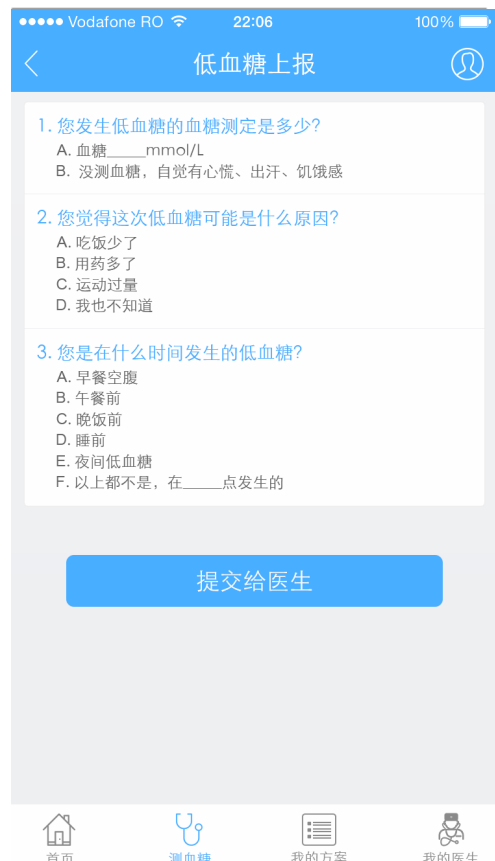 Vodafone RO 22:06 100%
低血糖上报
1. 您发生低血糖的血糖测定是多少?
A. 血糖_____mmol/L
B. 没测血糖，自觉有心慌、出汗、饥饿感
2. 您觉得这次低血糖可能是什么原因?
A. 吃饭少了
B. 用药多了
C. 运动过量
D. 我也不知道
3. 您是在什么时间发生的低血糖?
A. 早餐空腹
B. 午餐前
C. 晚饭前
D. 睡前
E. 夜间低血糖
F. 以上都不是，在_____点发生的
提交给医生
首页 测血糖 我的方案 我的医生